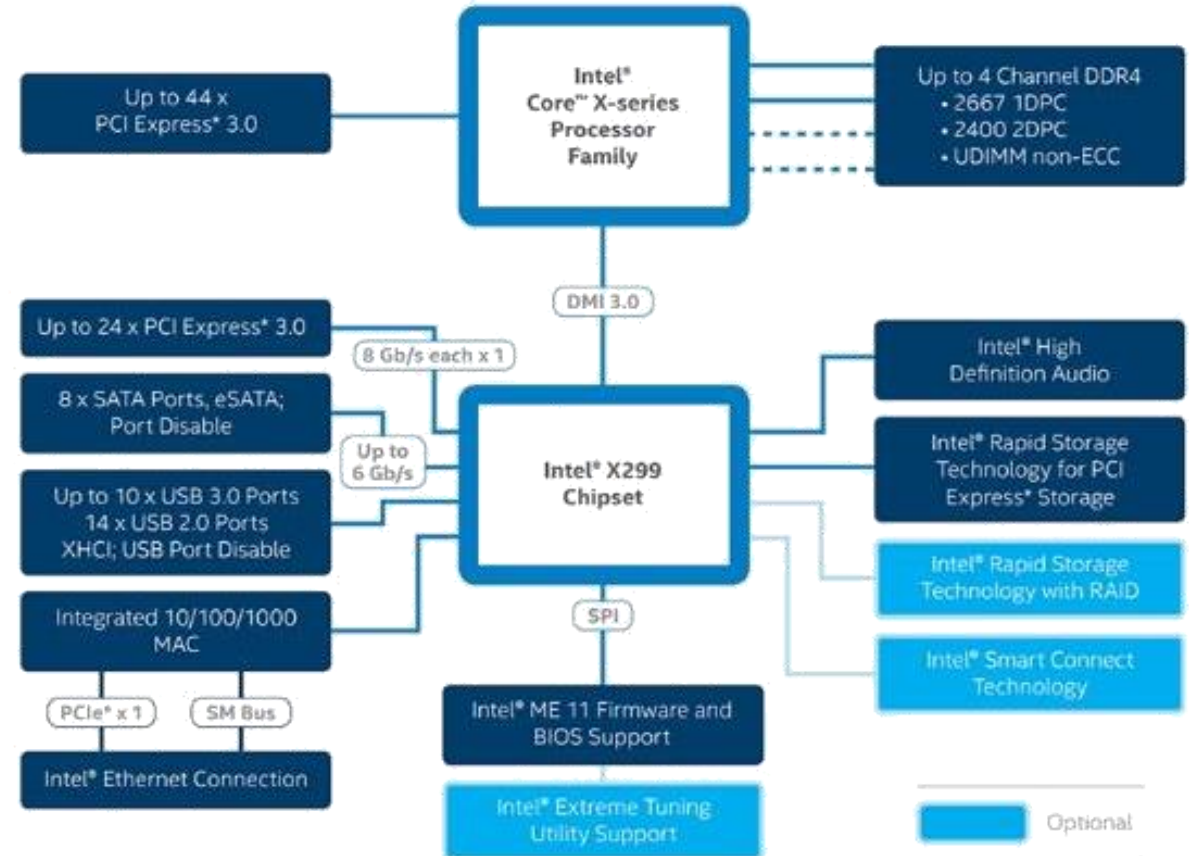 Intel®
Core™ X-series
Processor
Family
Up to 44 x
PCI Express* 3.0
Up to 4 Channel DDR4
• 2667 1DPC
• 2400 2DPC
• UDIMM non-ECC
DMI 3.0
Up to 24 x PCI Express* 3.0
8 Gb/s each x 1
8 x SATA Ports, eSATA;
Port Disable
Up to
6 Gb/s
Up to 10 x USB 3.0 Ports
14 x USB 2.0 Ports
XHCI; USB Port Disable
Integrated 10/100/1000
MAC
PCIe* x 1
SM Bus
Intel® Ethernet Connection
Intel® X299
Chipset
SPI
Intel® ME 11 Firmware and
BIOS Support
Intel® Extreme Tuning
Utility Support
Intel® High
Definition Audio
Intel® Rapid Storage
Technology for PCI
Express* Storage
Intel® Rapid Storage
Technology with RAID
Intel® Smart Connect
Technology
Optional